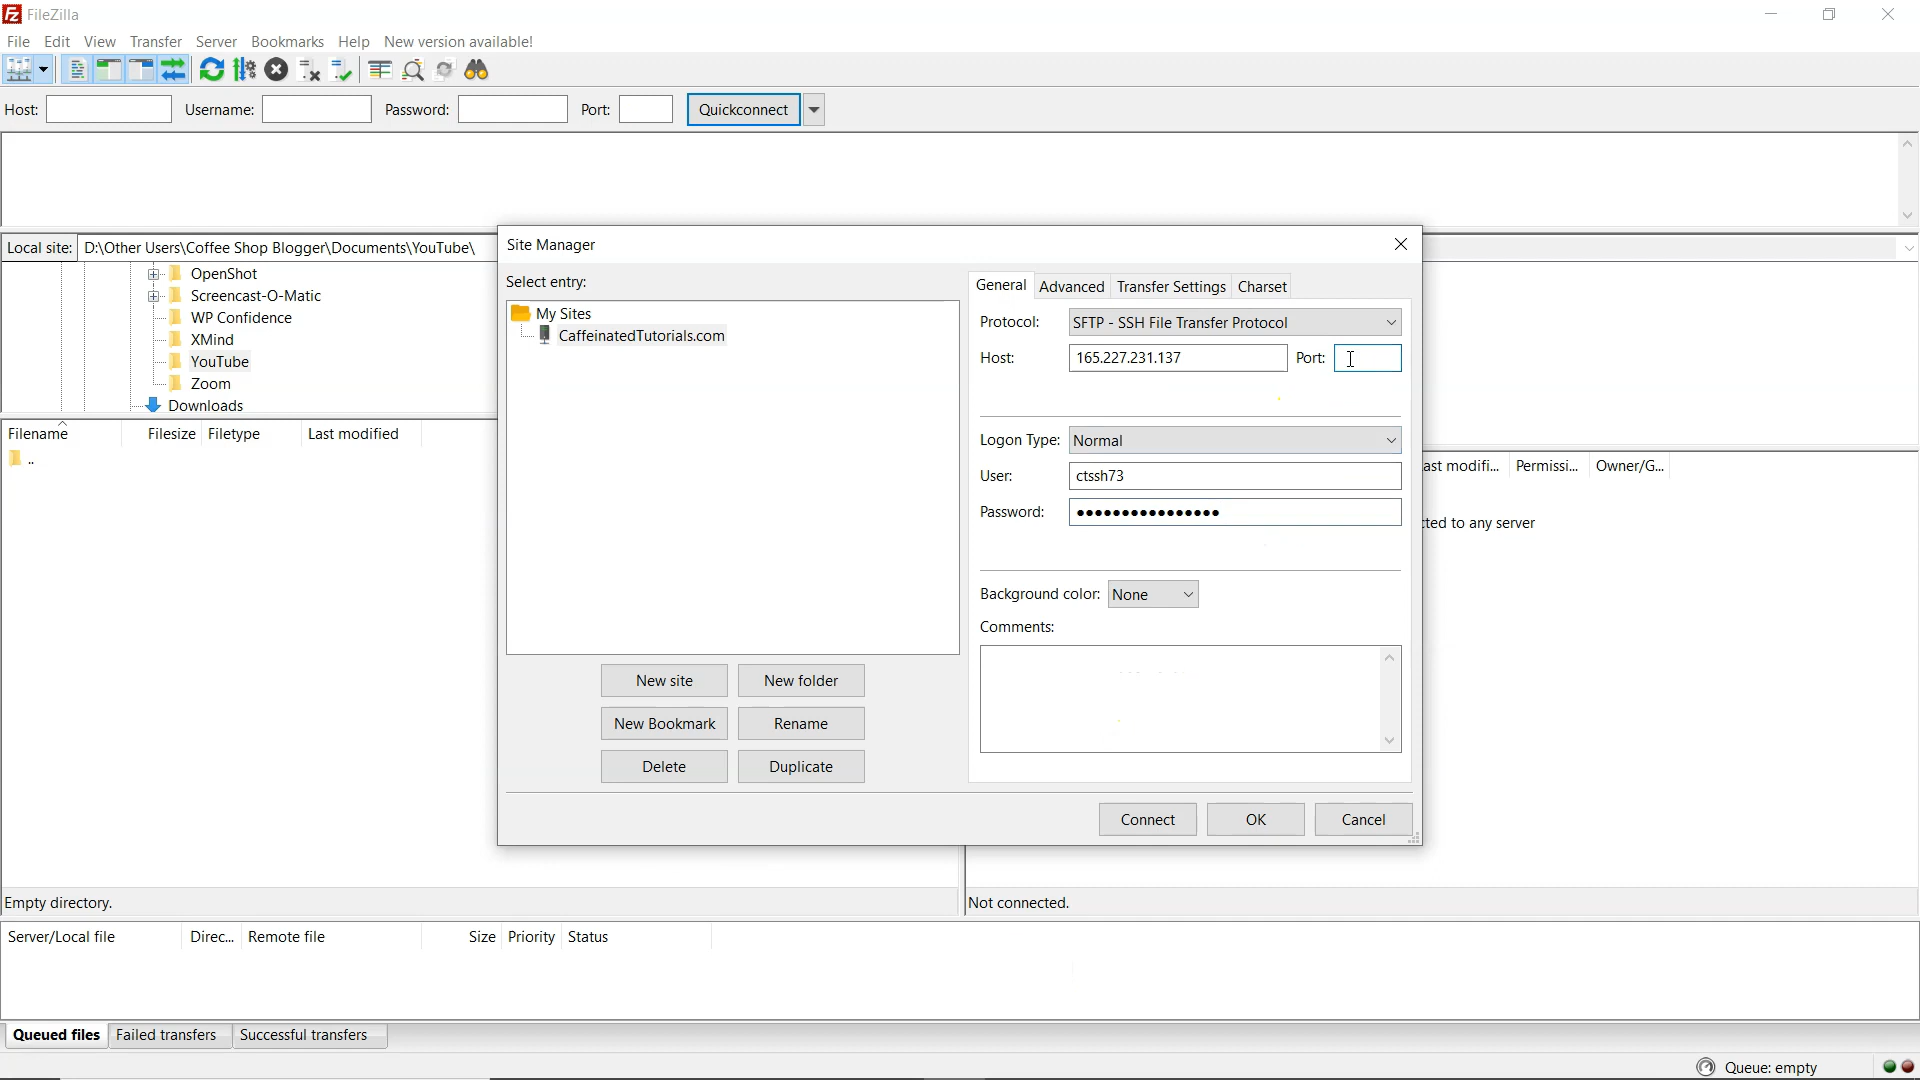 FileZilla
File Edit View Transfer Server Bookmarks Help New version available!
Host: Username: Password: Port: Quickconnect
Local site: D:\Other Users\Coffee Shop Blogger\Documents\YouTube\
OpenShot
Screencast-O-Matic
WP Confidence
XMind
YouTube
Zoom
Downloads
Filename Filesize Filetype Last modified
..
Empty directory.
Site Manager
Select entry:
My Sites
CaffeinatedTutorials.com
New site New folder
New Bookmark Rename
Delete Duplicate
General Advanced Transfer Settings Charset
Protocol: SFTP - SSH File Transfer Protocol
Host: 165.227.231.137 Port:
Logon Type: Normal
User: ctssh73
Password: ●●●●●●●●●●●●●●●●
Background color: None
Comments:
Connect OK Cancel
ast modifi... Permissi... Owner/G...
cted to any server
Not connected.
Server/Local file Direc... Remote file Size Priority Status
Queued files Failed transfers Successful transfers
Queue: empty